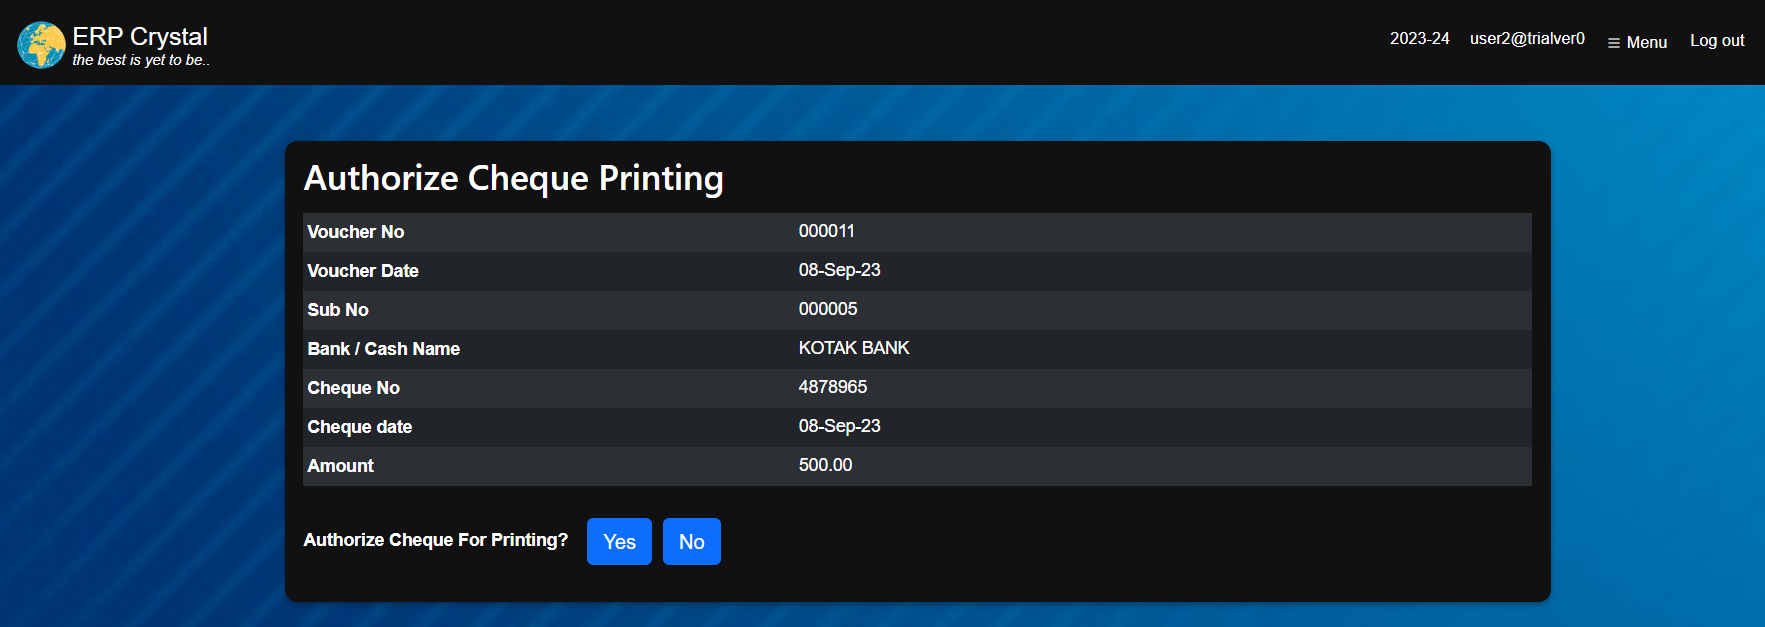 ERP Crystal
the best is yet to be..
2023-24 user2@trialver0 Menu Log out
Authorize Cheque Printing
Voucher No 000011
Voucher Date 08-Sep-23
Sub No 000005
Bank / Cash Name KOTAK BANK
Cheque No 4878965
Cheque date 08-Sep-23
Amount 500.00
Authorize Cheque For Printing? Yes No